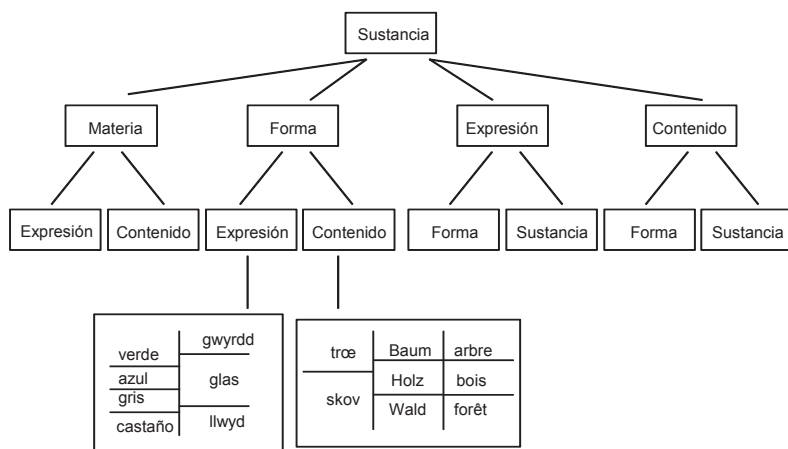 Sustancia
Materia Forma Expresión Contenido
Expresión Contenido Expresión Contenido Forma Sustancia Forma Sustancia
verde gwyrdd
azul glas
gris
castaño llwyd
trœ Baum arbre
skov Holz bois
Wald forêt